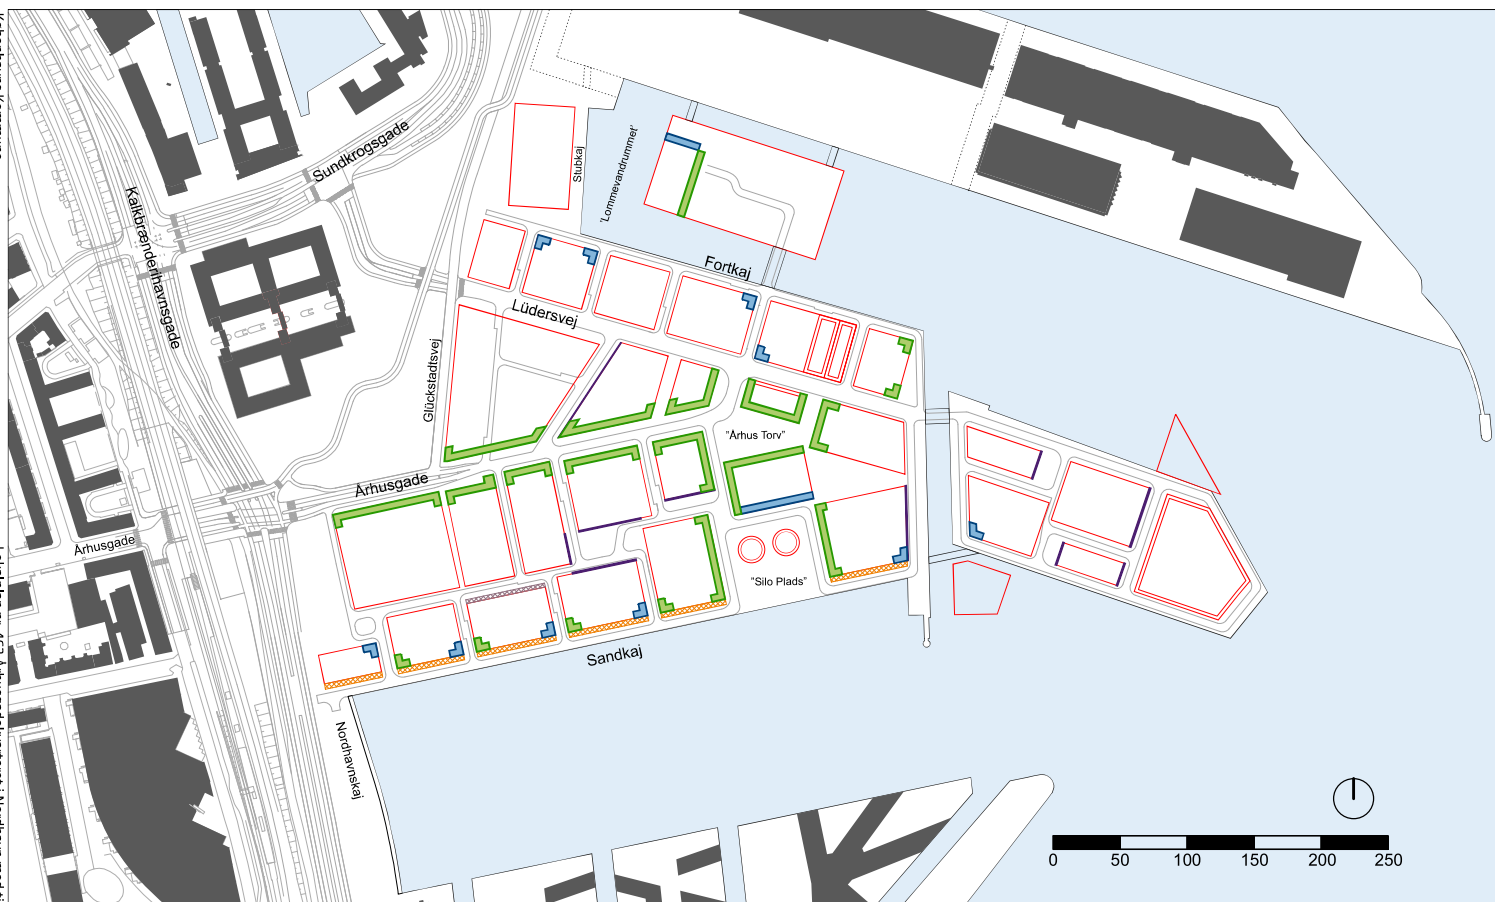 Sundkrogsgade
Stubkaj
'Lommevandrummet'
Kalkbrænderihavnsgade
Fortkaj
Lüdersvej
Glückstadtsvej
"Århus Torv"
Århusgade
Århusgade
"Silo Plads"
Sandkaj
Nordhavnskaj
0 50 100 150 200 250